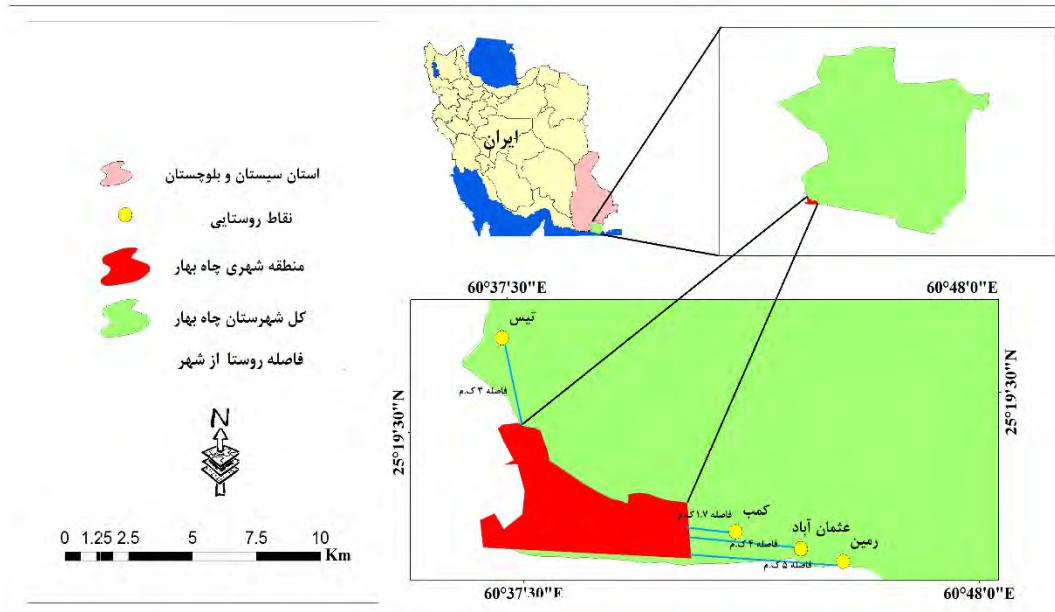 ایران
استان سیستان و بلوچستان
نقاط روستایی
منطقه شهری چاه بهار
کل شهرستان چاه بهار
فاصله روستا از شهر
N
0 1.25 2.5 5 7.5 10
Km
60°37'30"E 60°48'0"E
تیس
فاصله ۳ ک.م
25°19'30"N 25°19'30"N
کمب
فاصله ۱.۷ ک.م
عثمان آباد
فاصله ۴ ک.م
رمین
فاصله ۵ ک.م
60°37'30"E 60°48'0"E